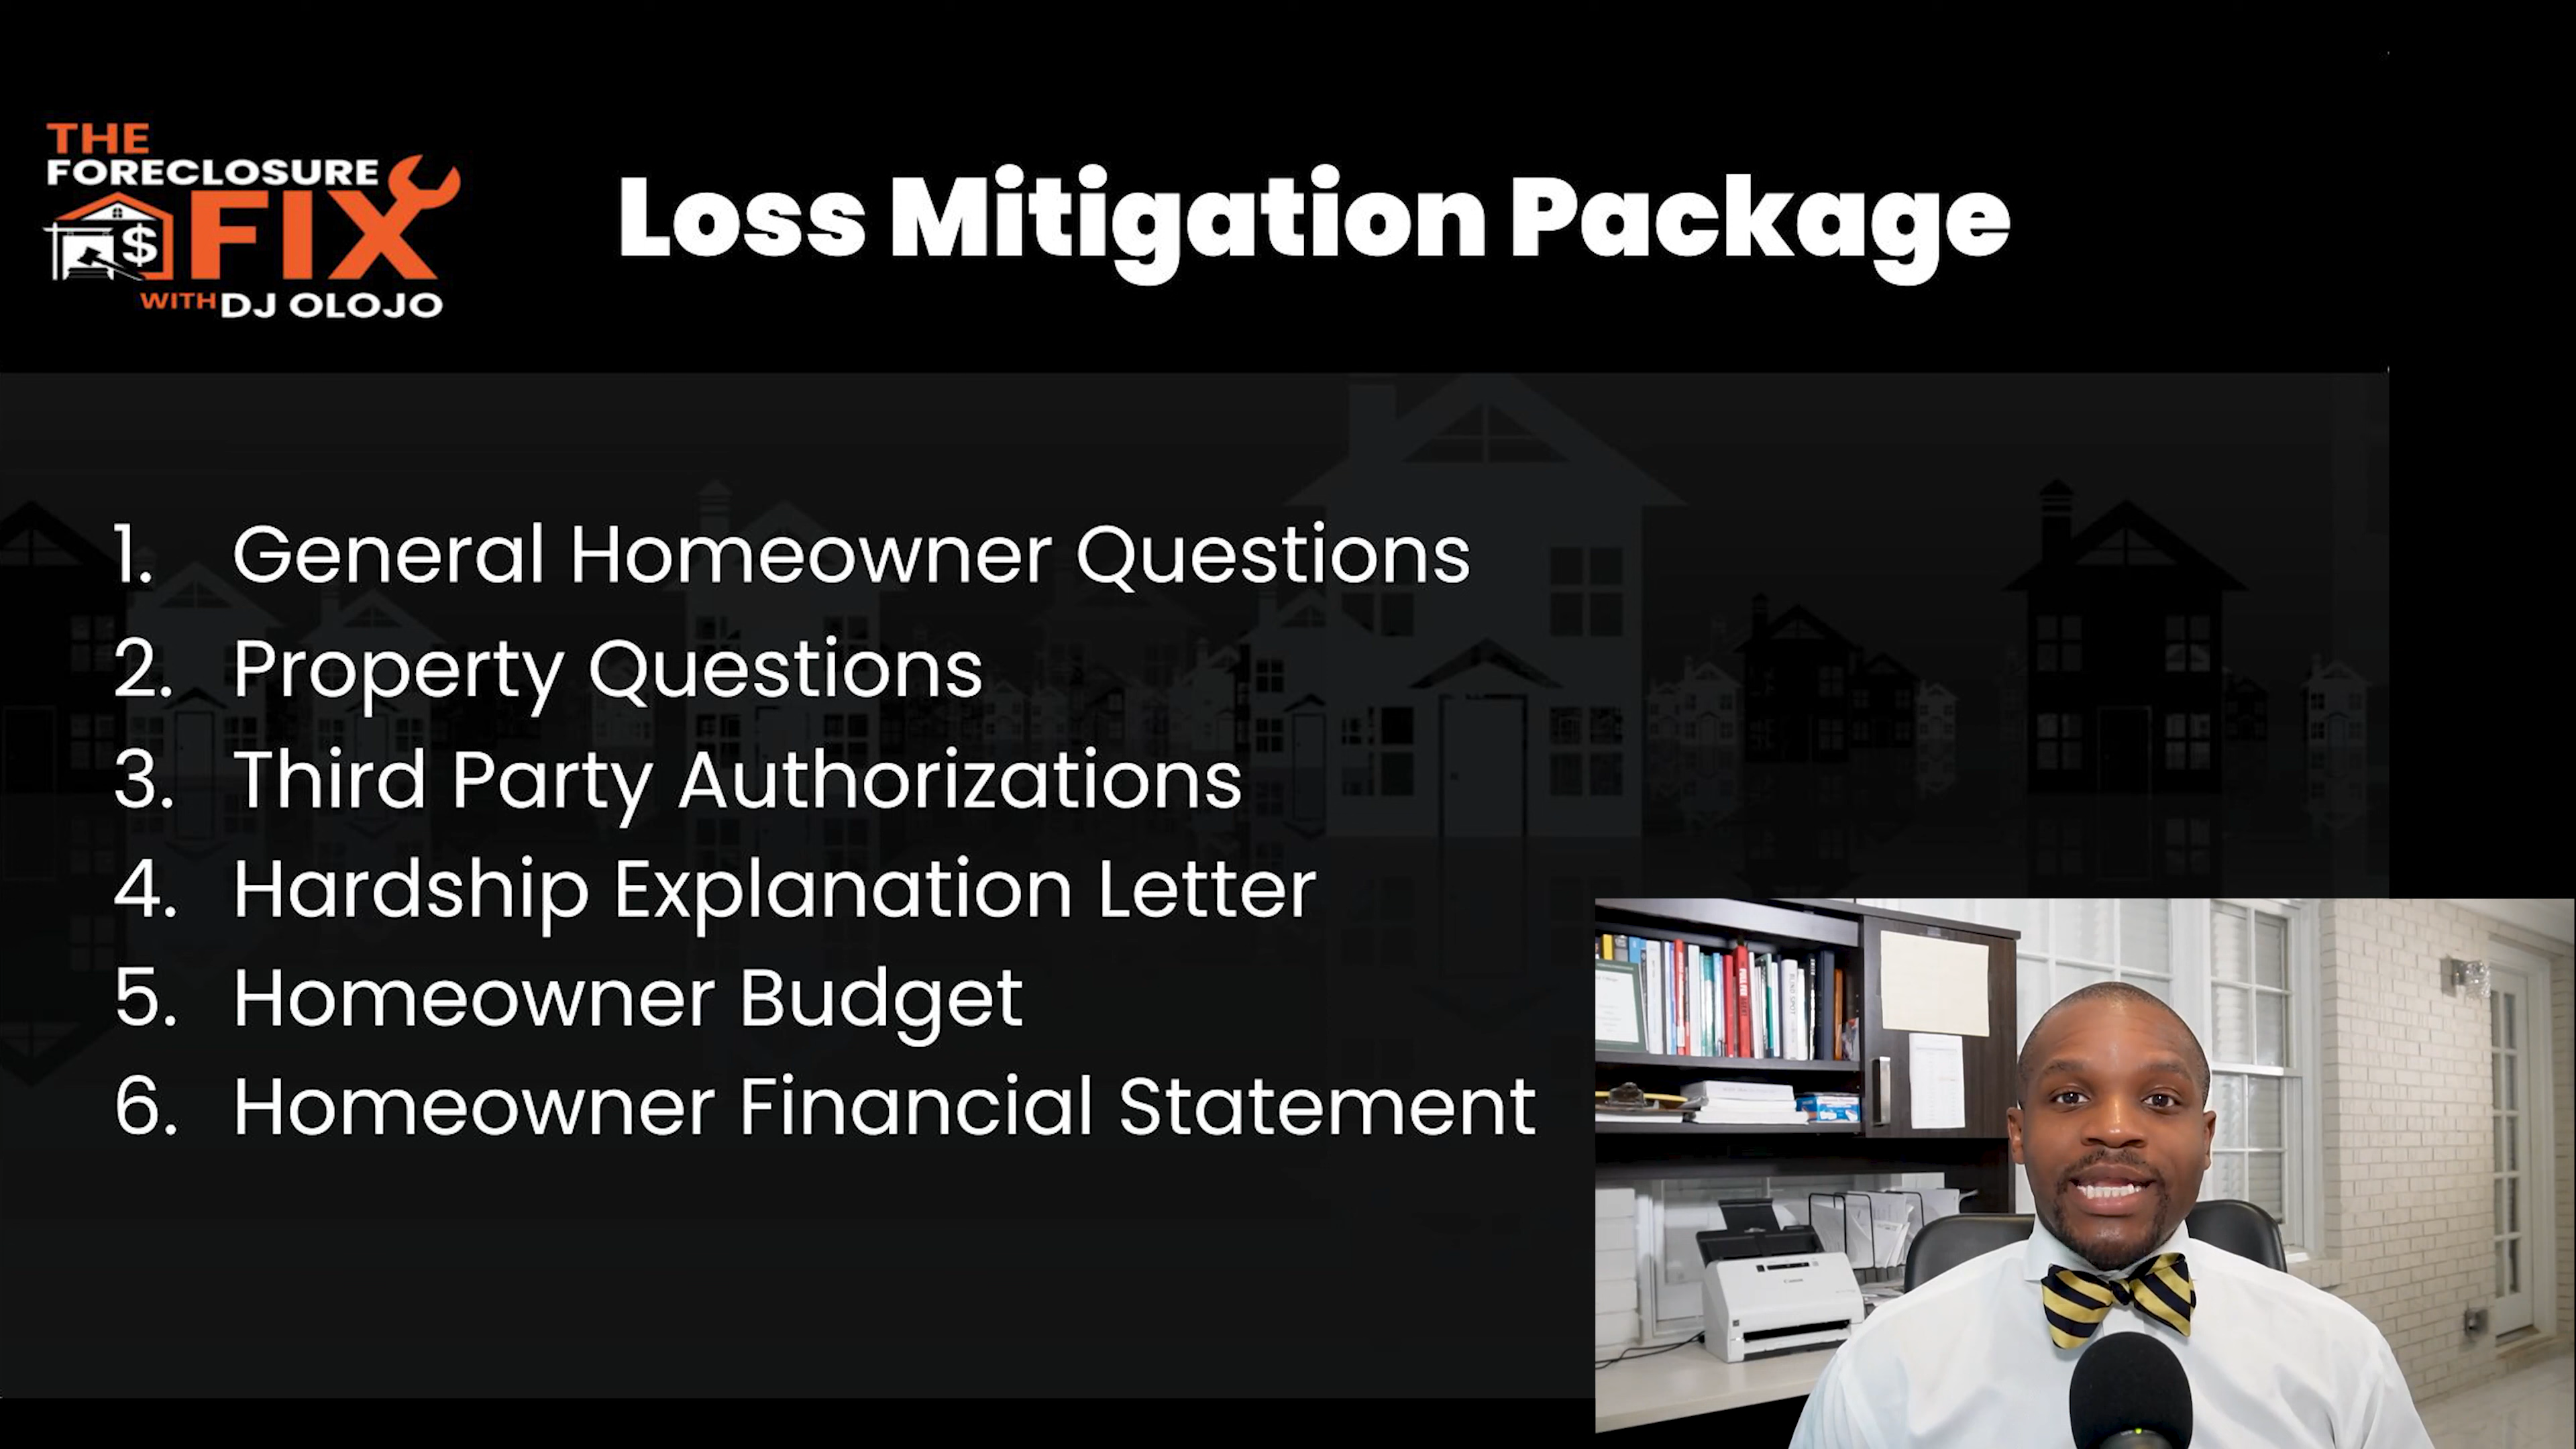 THE
FORECLOSURE
FIX
WITH DJ OLOJO
Loss Mitigation Package
1. General Homeowner Questions
2. Property Questions
3. Third Party Authorizations
4. Hardship Explanation Letter
5. Homeowner Budget
6. Homeowner Financial Statement